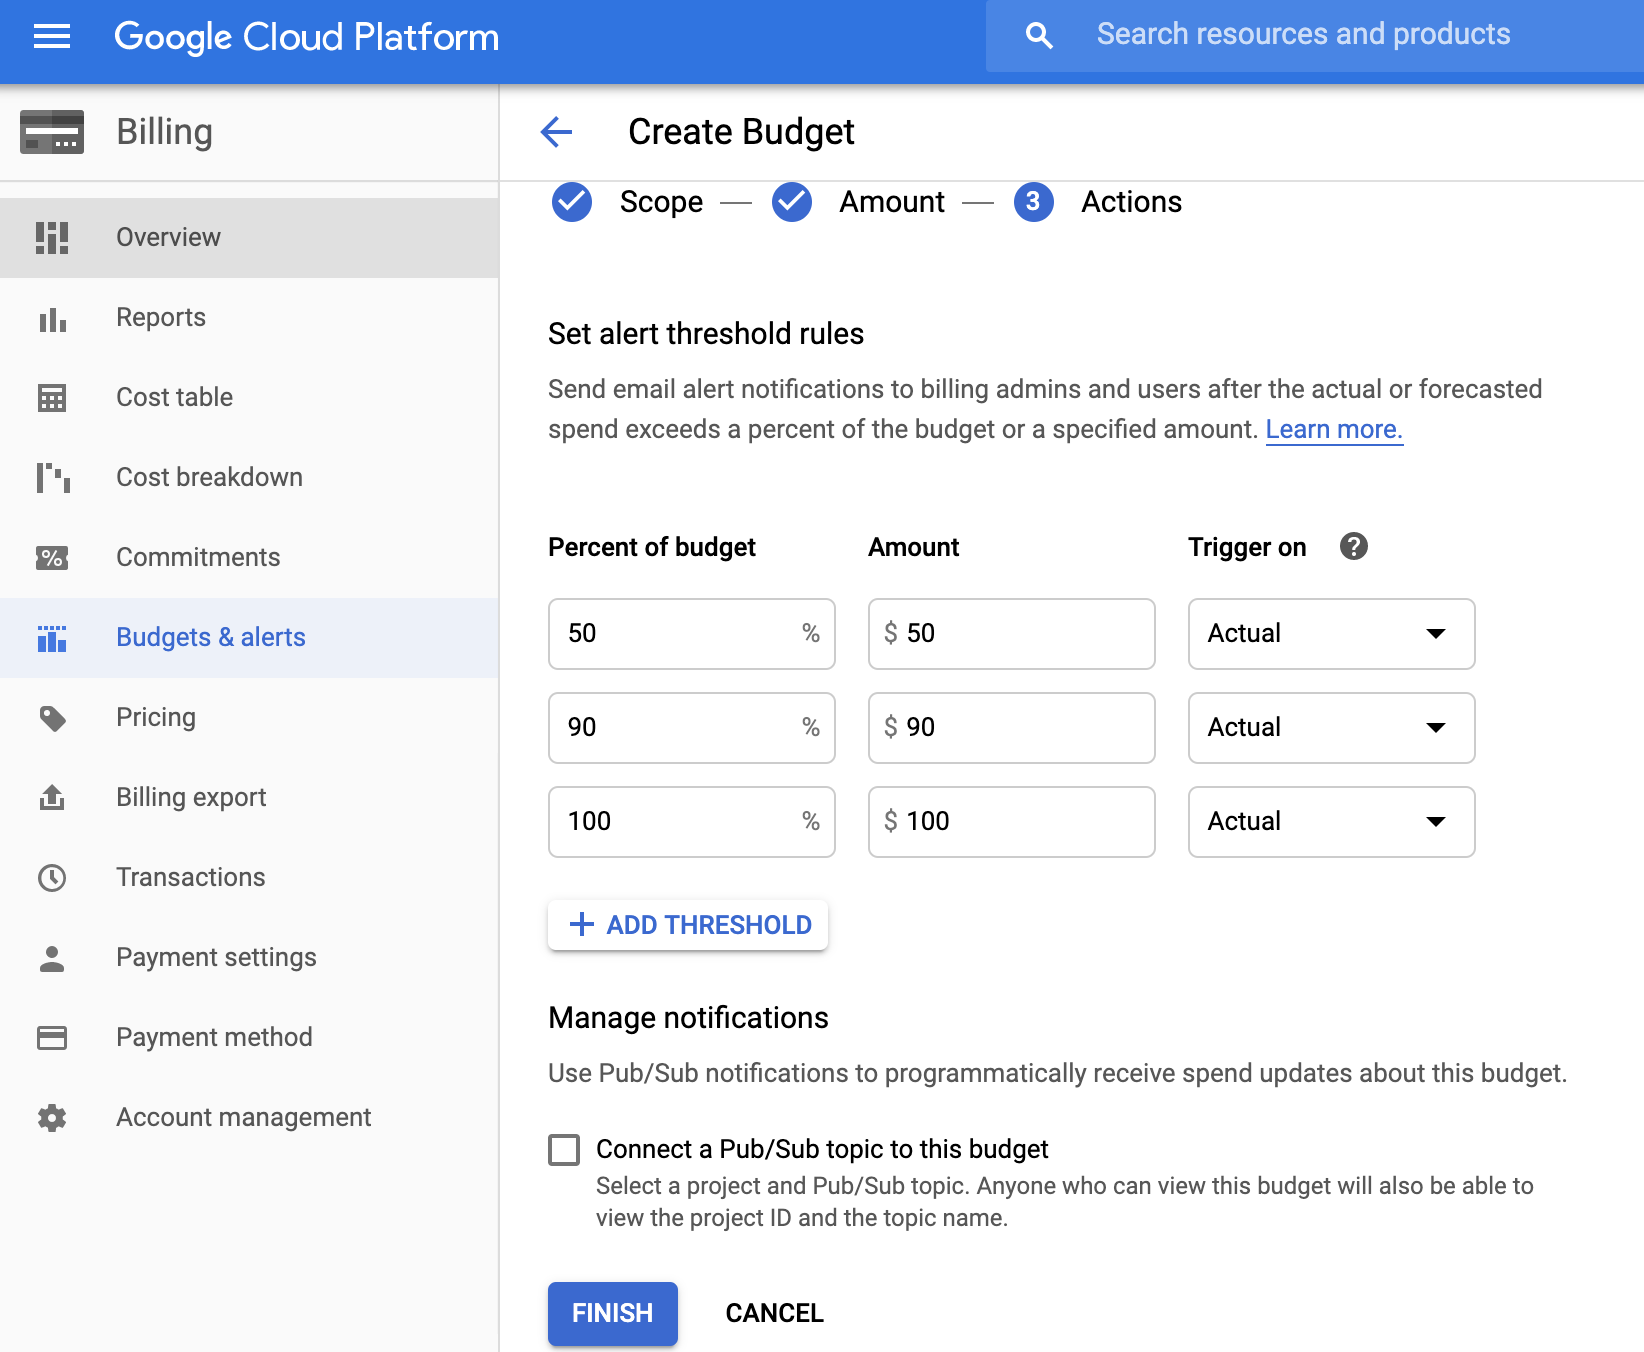 Google Cloud Platform
Search resources and products
Billing
Overview
Reports
Cost table
Cost breakdown
% Commitments
Budgets & alerts
Pricing
Billing export
Transactions
Payment settings
Payment method
Account management
Create Budget
Scope — Amount — 3 Actions
Set alert threshold rules
Send email alert notifications to billing admins and users after the actual or forecasted
spend exceeds a percent of the budget or a specified amount. Learn more.
Percent of budget Amount Trigger on ?
50 % $ 50 Actual
90 % $ 90 Actual
100 % $ 100 Actual
+ ADD THRESHOLD
Manage notifications
Use Pub/Sub notifications to programmatically receive spend updates about this budget.
Connect a Pub/Sub topic to this budget
Select a project and Pub/Sub topic. Anyone who can view this budget will also be able to
view the project ID and the topic name.
FINISH CANCEL